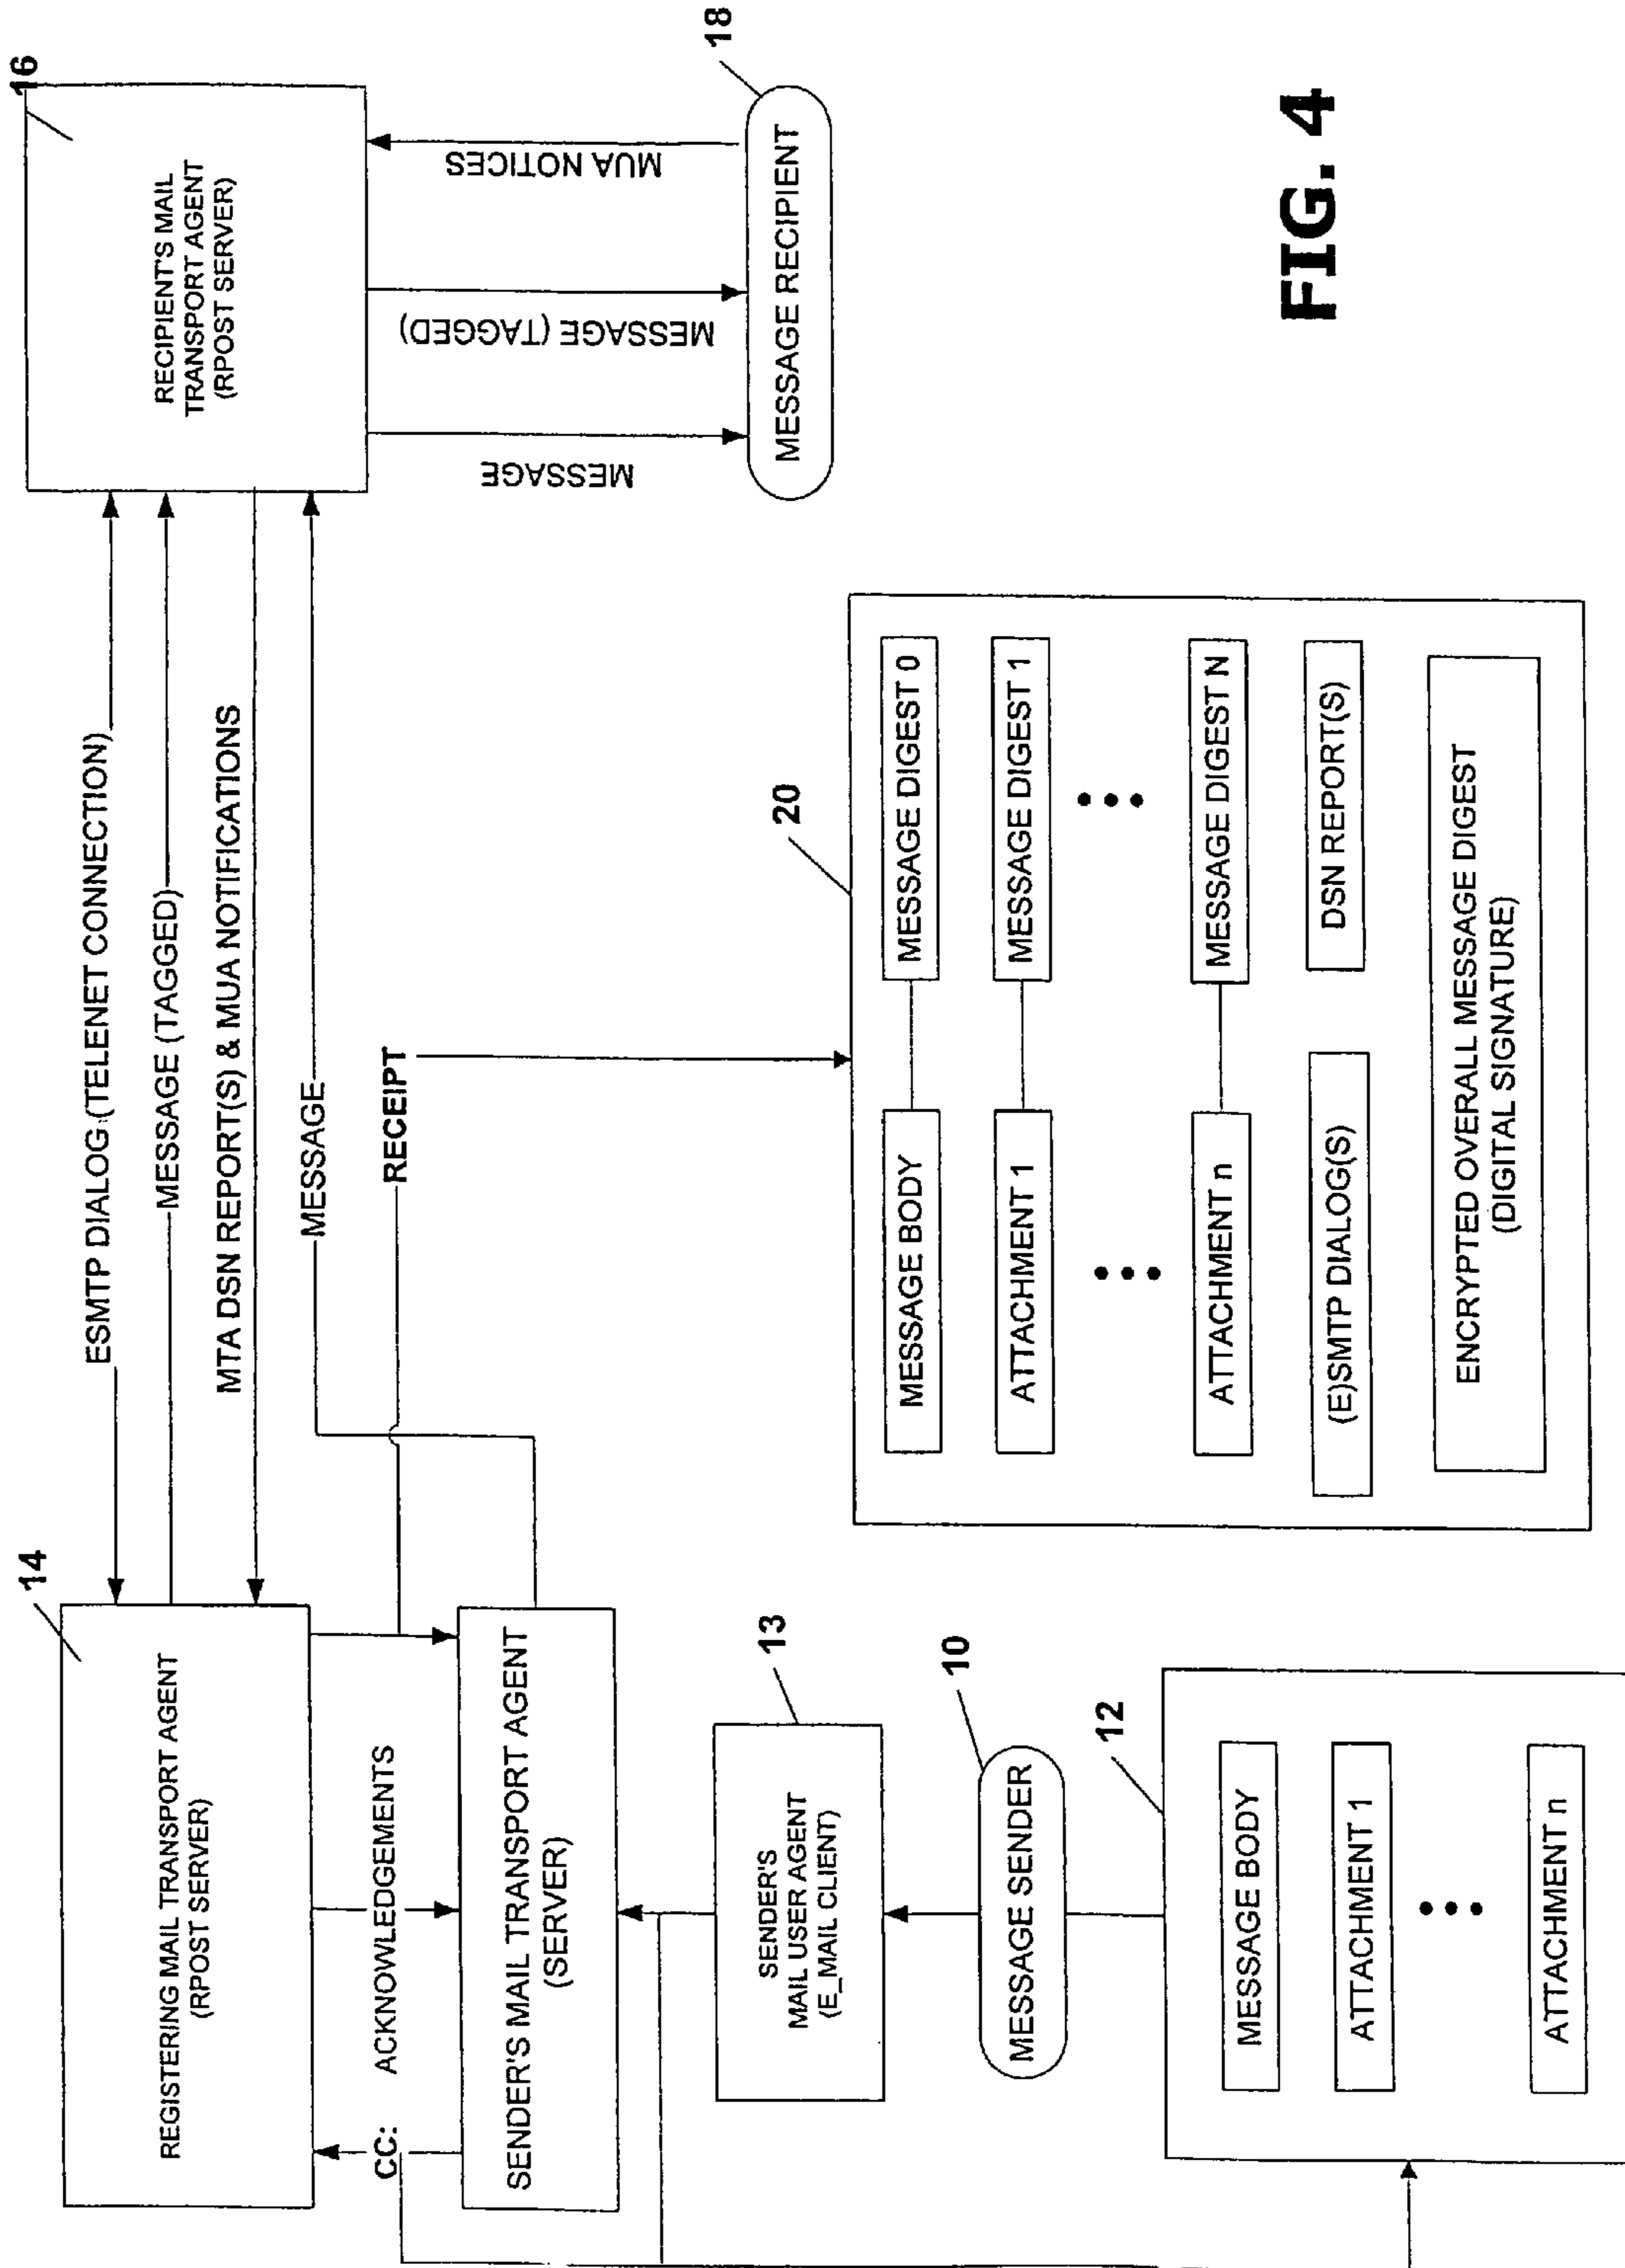 14
REGISTERING MAIL TRANSPORT AGENT
(RPOST SERVER)
ESMTP DIALOG (TELENET CONNECTION)
MESSAGE (TAGGED)
MTA DSN REPORT(S) & MUA NOTIFICATIONS
MESSAGE
RECEIPT
16
RECIPIENT'S MAIL
TRANSPORT AGENT
(RPOST SERVER)
MESSAGE
MESSAGE (TAGGED)
MUA NOTICES
MESSAGE RECIPIENT
18
CC:
ACKNOWLEDGEMENTS
SENDER'S MAIL TRANSPORT AGENT
(SERVER)
13
SENDER'S
MAIL USER AGENT
(E_MAIL CLIENT)
10
MESSAGE SENDER
12
MESSAGE BODY
ATTACHMENT 1
ATTACHMENT n
20
MESSAGE BODY
MESSAGE DIGEST 0
ATTACHMENT 1
MESSAGE DIGEST 1
ATTACHMENT n
MESSAGE DIGEST N
(E)SMTP DIALOG(S)
DSN REPORT(S)
ENCRYPTED OVERALL MESSAGE DIGEST
(DIGITAL SIGNATURE)
FIG. 4